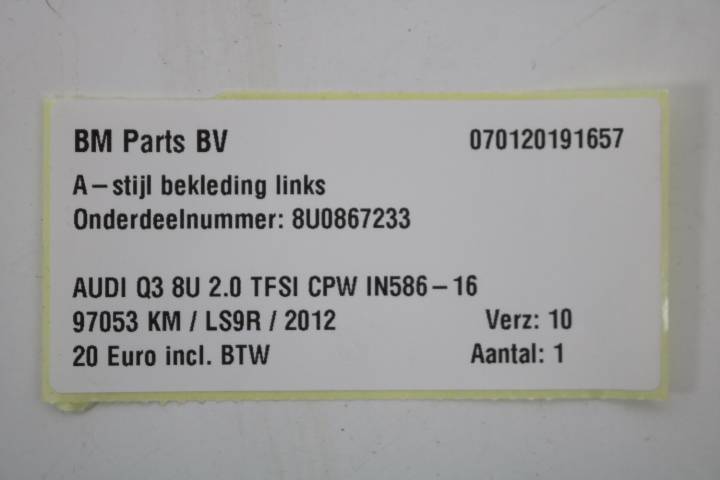 BM Parts BV 070120191657
A-stijl bekleding links
Onderdeelnummer: 8U0867233
AUDI Q3 8U 2.0 TFSI CPW IN586-16
97053 KM / LS9R / 2012 Verz: 10
20 Euro incl. BTW Aantal: 1